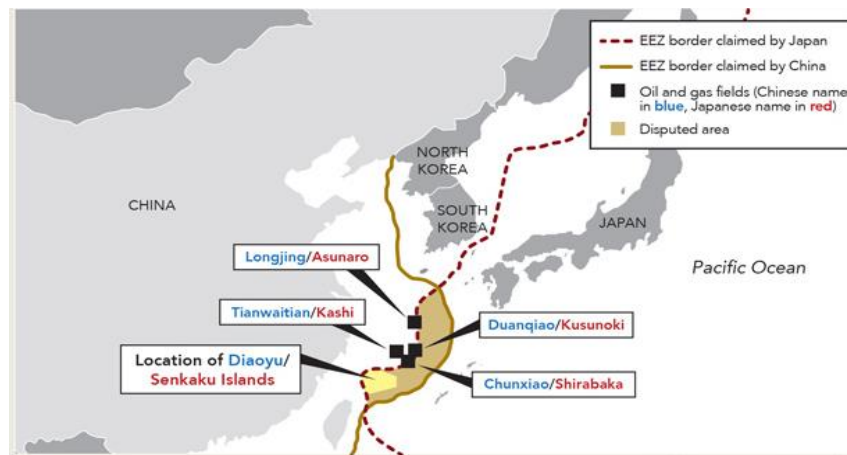 EEZ border claimed by Japan
EEZ border claimed by China
Oil and gas fields (Chinese name
in blue, Japanese name in red)
Disputed area
NORTH
KOREA
CHINA
SOUTH
KOREA
JAPAN
Longjing/Asunaro
Pacific Ocean
Tianwaitian/Kashi
Duanqiao/Kusunoki
Location of Diaoyu/
Senkaku Islands
Chunxiao/Shirabaka